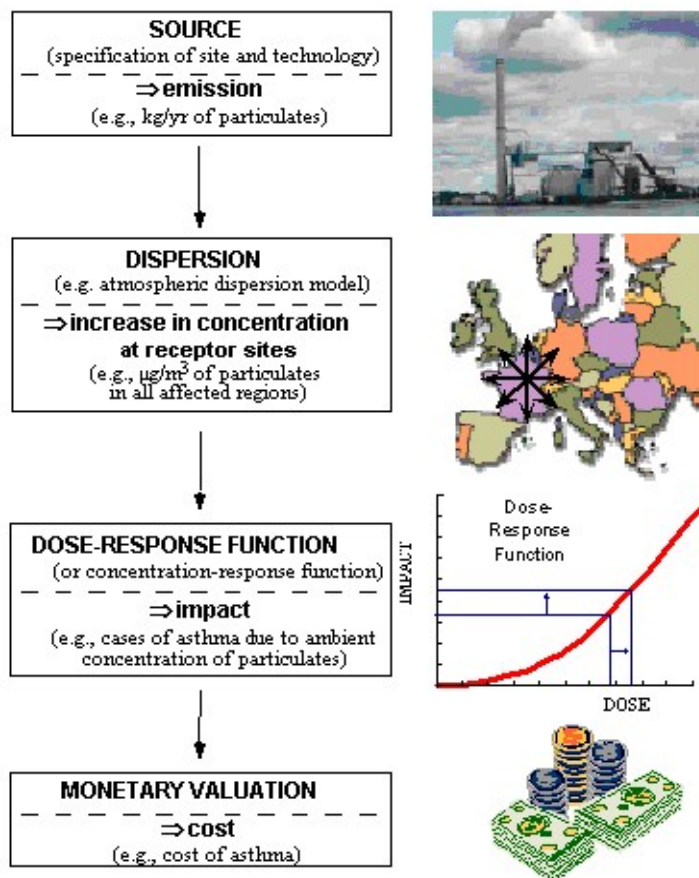 SOURCE
(specification of site and technology)
⇒emission
(e.g., kg/yr of particulates)
DISPERSION
(e.g. atmospheric dispersion model)
⇒increase in concentration
at receptor sites
(e.g., µg/m³ of particulates
in all affected regions)
DOSE-RESPONSE FUNCTION
(or concentration-response function)
⇒impact
(e.g., cases of asthma due to ambient
concentration of particulates)
Dose-
Response
Function
IMPACT
DOSE
MONETARY VALUATION
⇒cost
(e.g., cost of asthma)